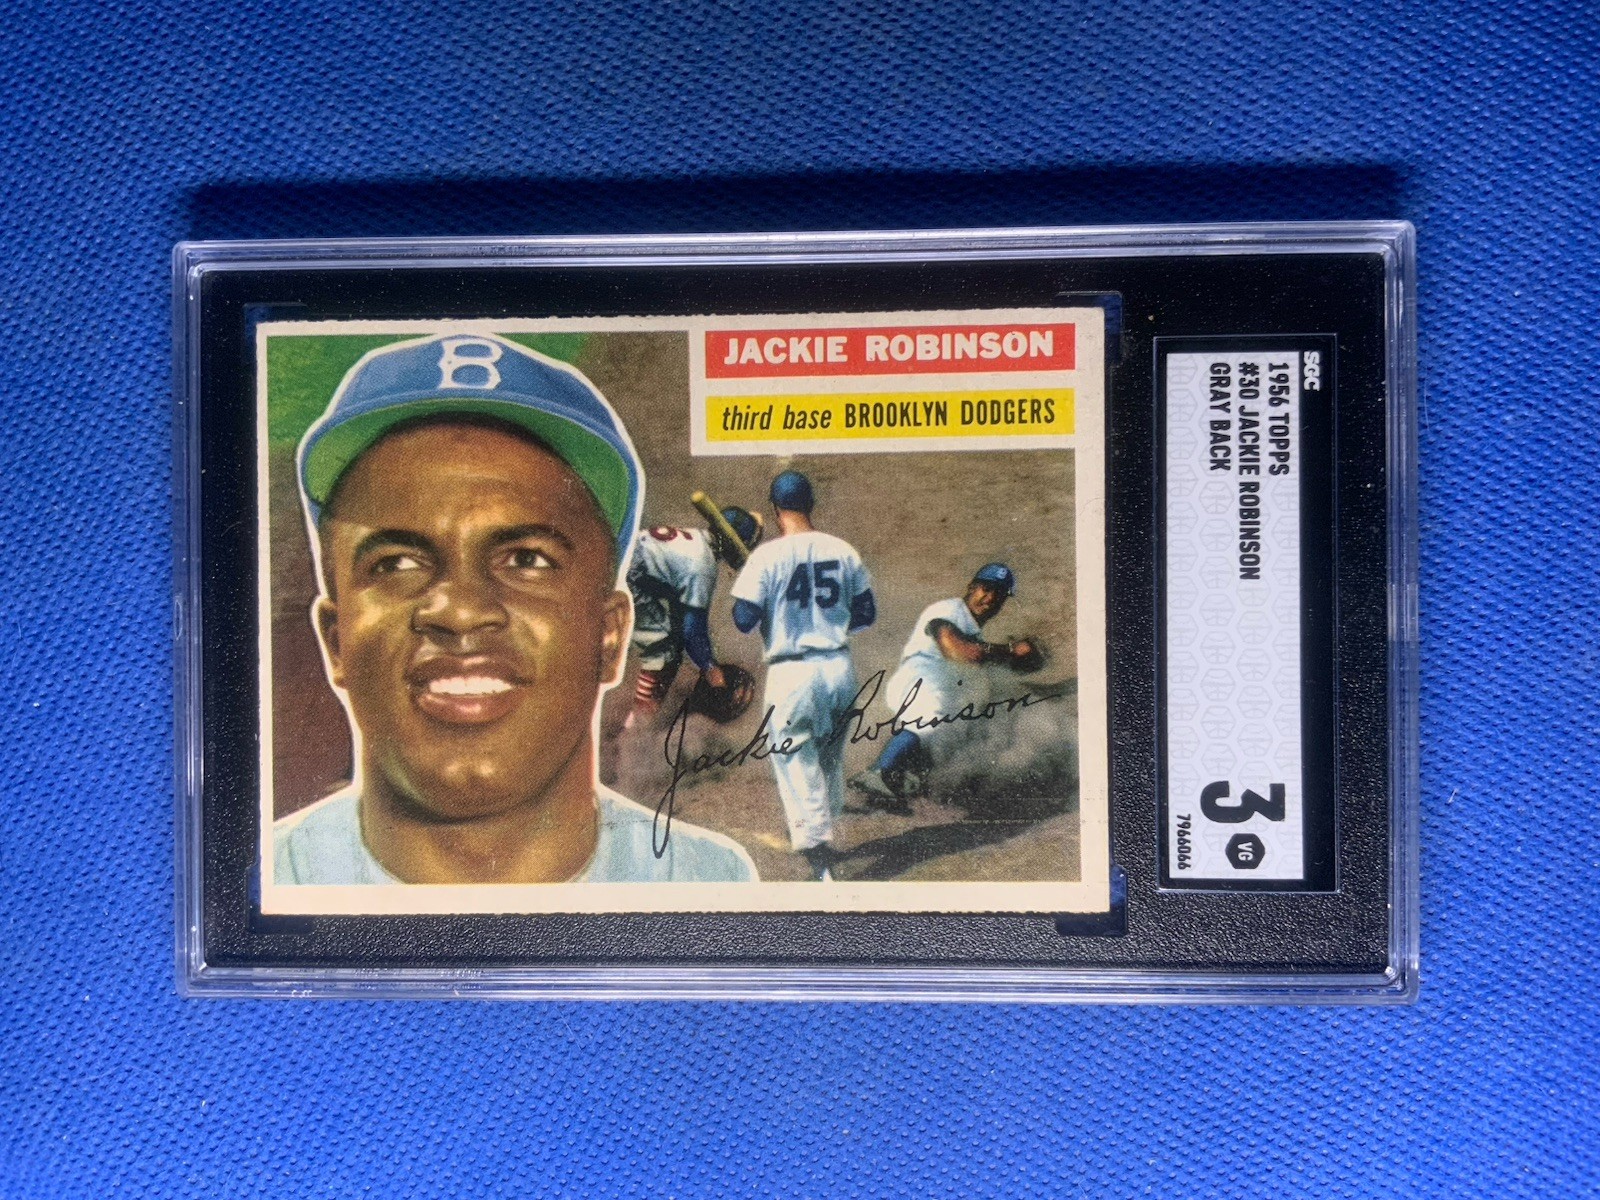 JACKIE ROBINSON
third base BROOKLYN DODGERS
B
45
Jackie Robinson
SGC
1956 TOPPS
#30 JACKIE ROBINSON
GRAY BACK
3
VG
7966066